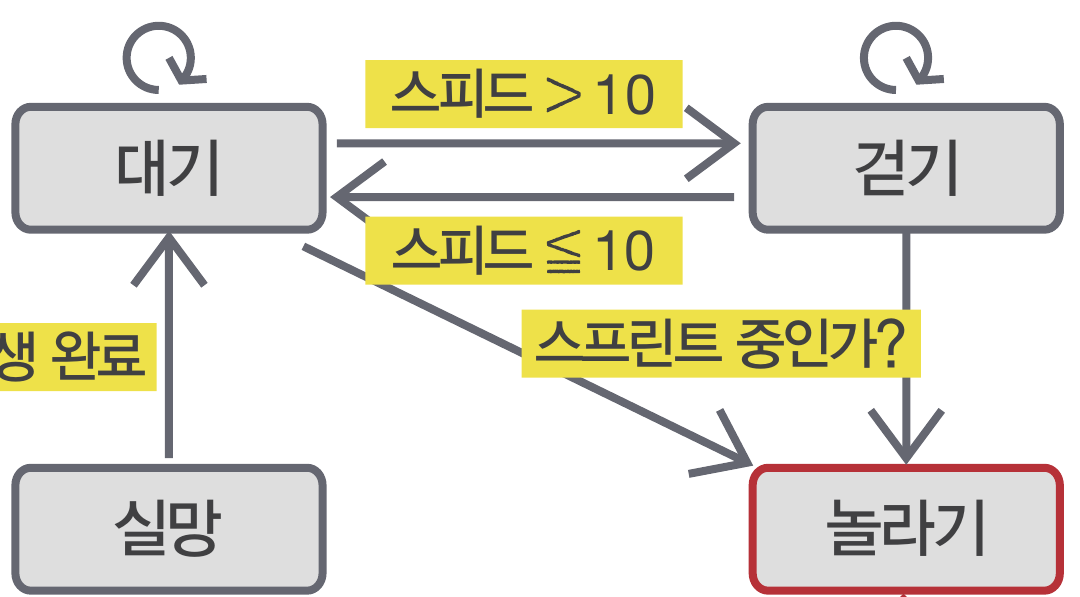 스피드 > 10
대기
걷기
스피드 ≦ 10
스프린트 중인가?
생 완료
실망
놀라기